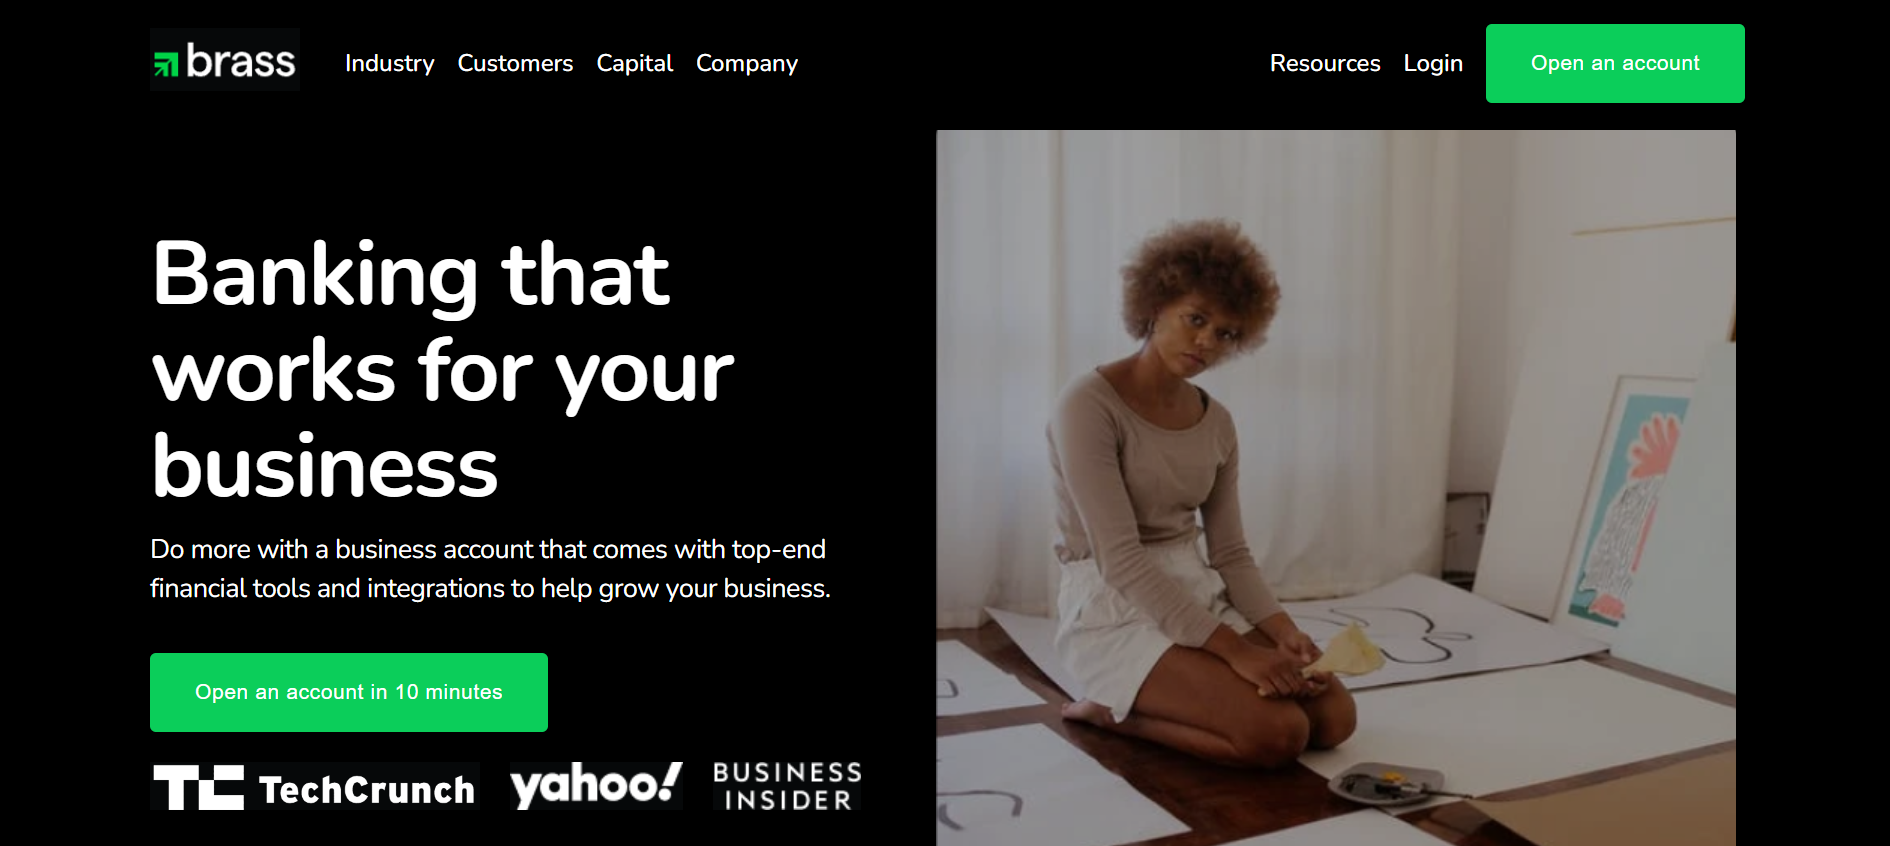 brass
Industry Customers Capital Company
Resources Login Open an account
Banking that
works for your
business
Do more with a business account that comes with top-end
financial tools and integrations to help grow your business.
Open an account in 10 minutes
TC TechCrunch
yahoo!
BUSINESS
INSIDER